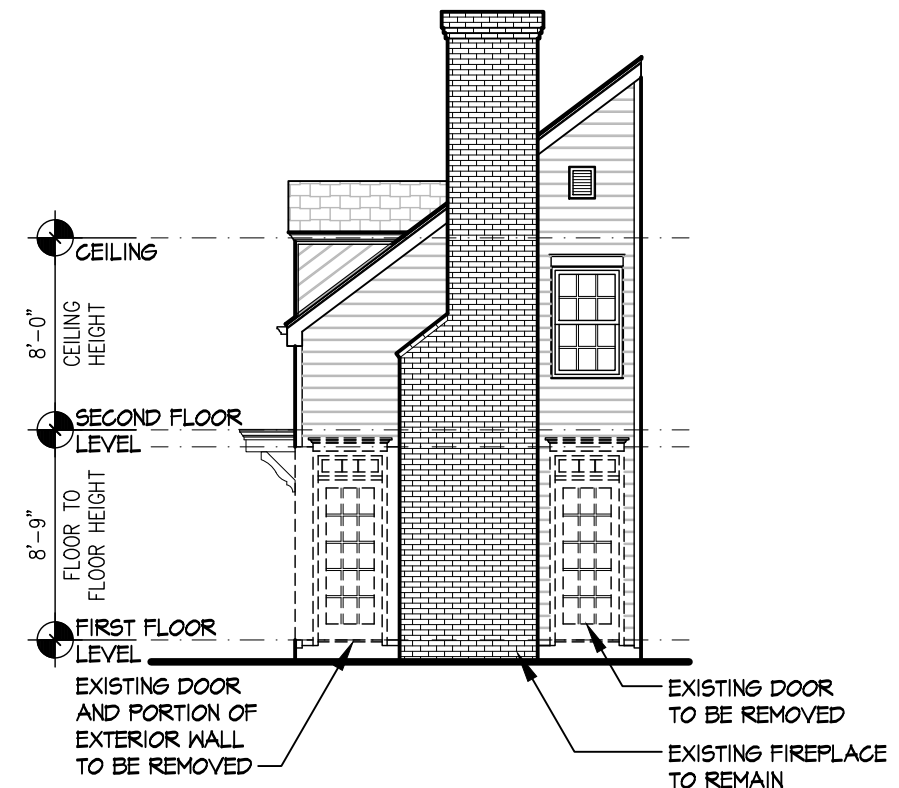 CEILING
8'-0"
CEILING
HEIGHT
SECOND FLOOR
LEVEL
8'-9"
FLOOR TO
FLOOR HEIGHT
FIRST FLOOR
LEVEL
EXISTING DOOR
AND PORTION OF
EXTERIOR WALL
TO BE REMOVED
EXISTING DOOR
TO BE REMOVED
EXISTING FIREPLACE
TO REMAIN